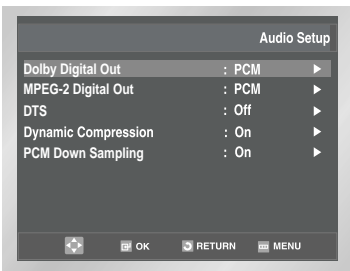 Audio Setup
Dolby Digital Out : PCM ►
MPEG-2 Digital Out : PCM ►
DTS : Off ►
Dynamic Compression : On ►
PCM Down Sampling : On ►
OK RETURN MENU